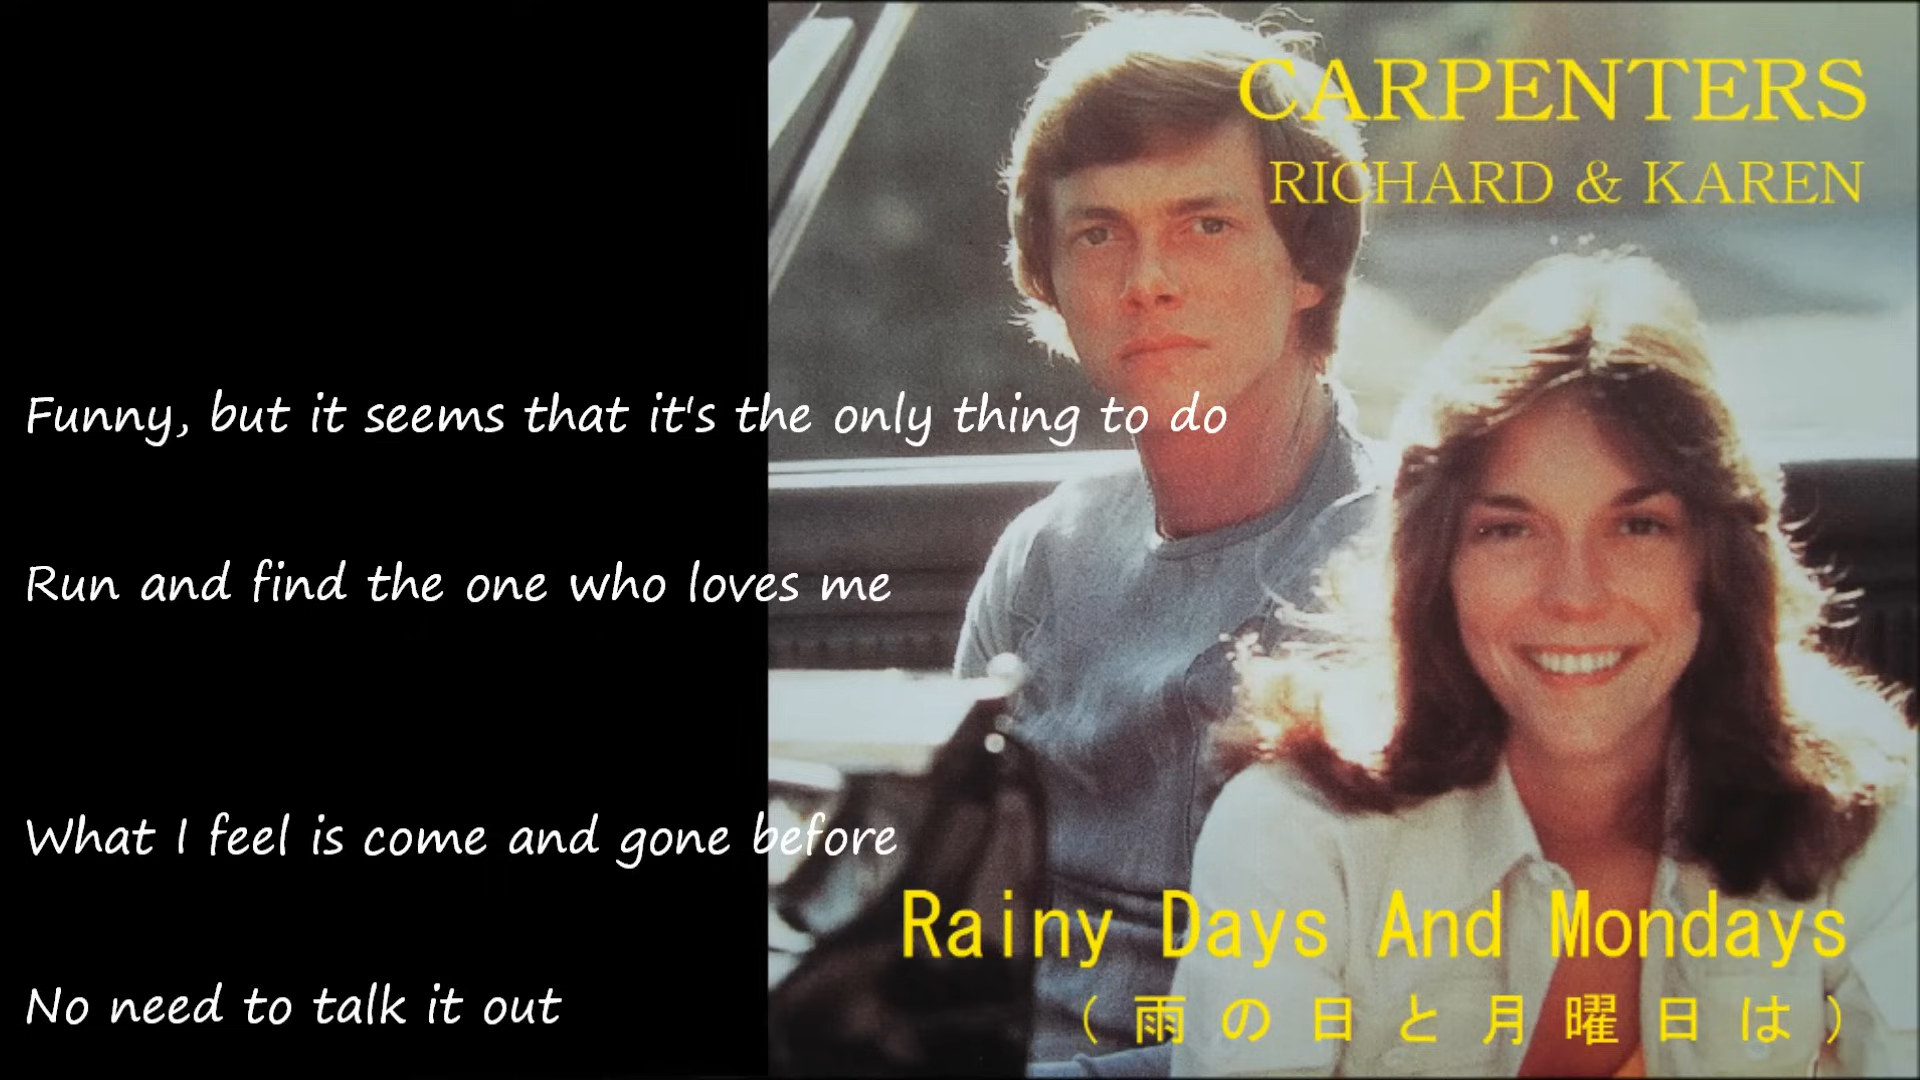 CARPENTERS
RICHARD & KAREN
Funny, but it seems that it's the only thing to do
Run and find the one who loves me
What I feel is come and gone before
Rainy Days And Mondays
No need to talk it out
(雨の日と月曜日は)